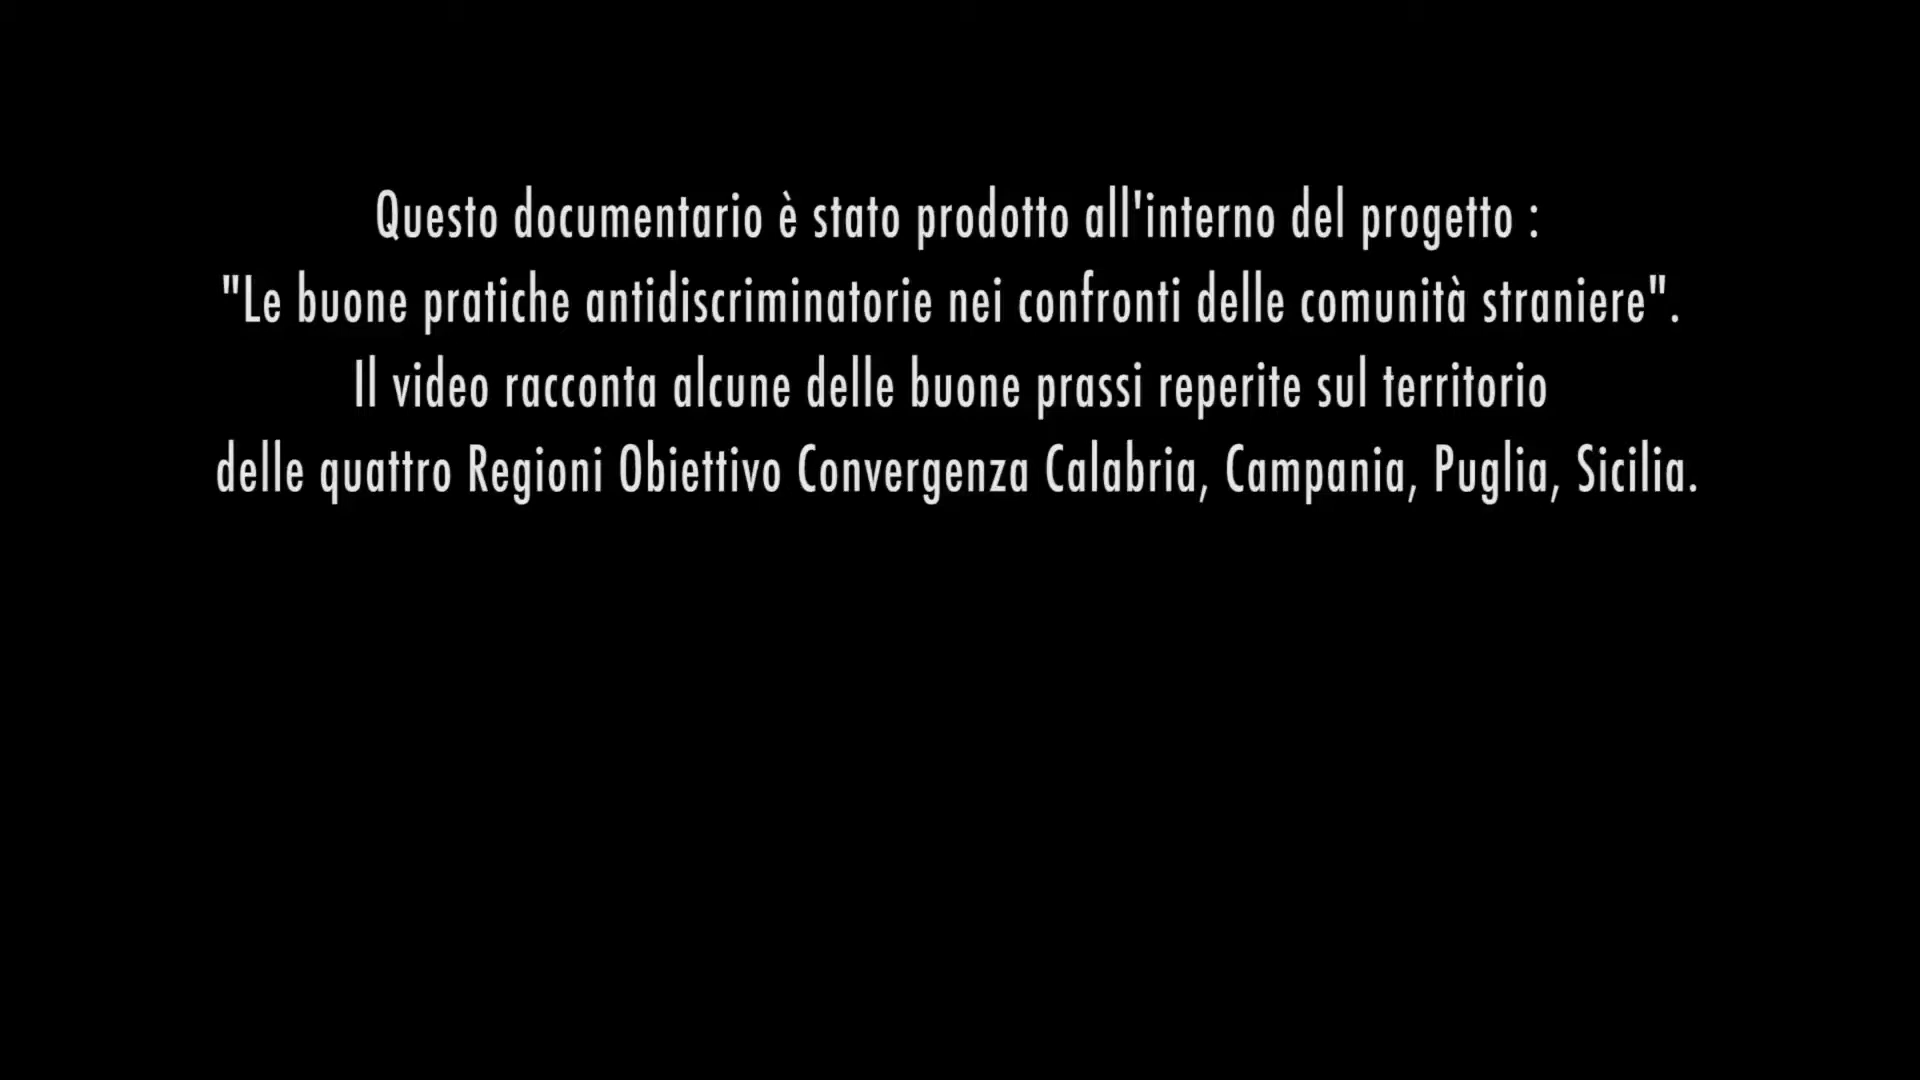 Questo documentario è stato prodotto all'interno del progetto :
"Le buone pratiche antidiscriminatorie nei confronti delle comunità straniere".
Il video racconta alcune delle buone prassi reperite sul territorio
delle quattro Regioni Obiettivo Convergenza Calabria, Campania, Puglia, Sicilia.